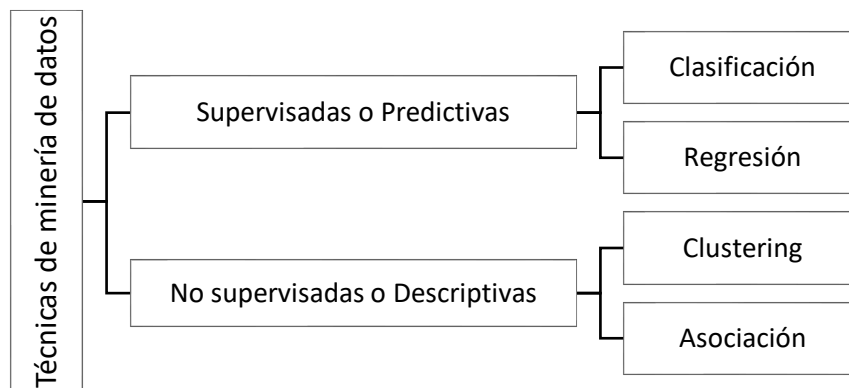 Técnicas de minería de datos
Supervisadas o Predictivas
Clasificación
Regresión
No supervisadas o Descriptivas
Clustering
Asociación